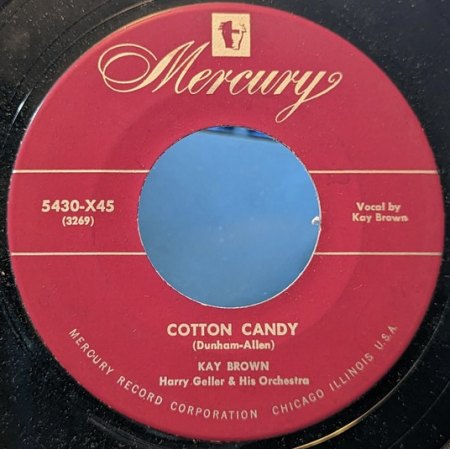 Mercury
5430-X45
(3269)
Vocal by
Kay Brown
COTTON CANDY
(Dunham-Allen)
KAY BROWN
Harry Geller & His Orchestra
MERCURY RECORD CORPORATION CHICAGO ILLINOIS U.S.A.